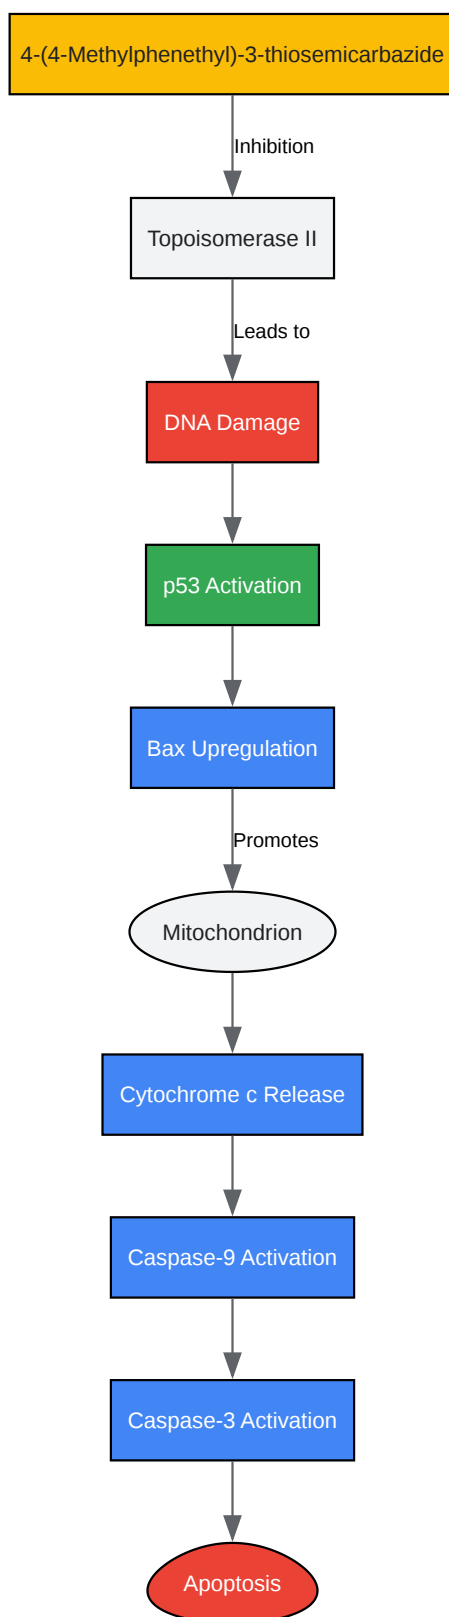 4-(4-Methylphenethyl)-3-thiosemicarbazide
Inhibition
Topoisomerase II
Leads to
DNA Damage
p53 Activation
Bax Upregulation
Promotes
Mitochondrion
Cytochrome c Release
Caspase-9 Activation
Caspase-3 Activation
Apoptosis